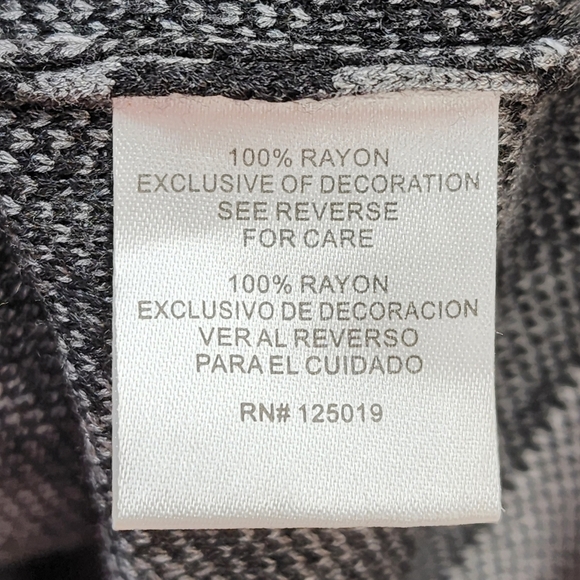 100% RAYON
EXCLUSIVE OF DECORATION
SEE REVERSE
FOR CARE
100% RAYON
EXCLUSIVO DE DECORACION
VER AL REVERSO
PARA EL CUIDADO
RN# 125019